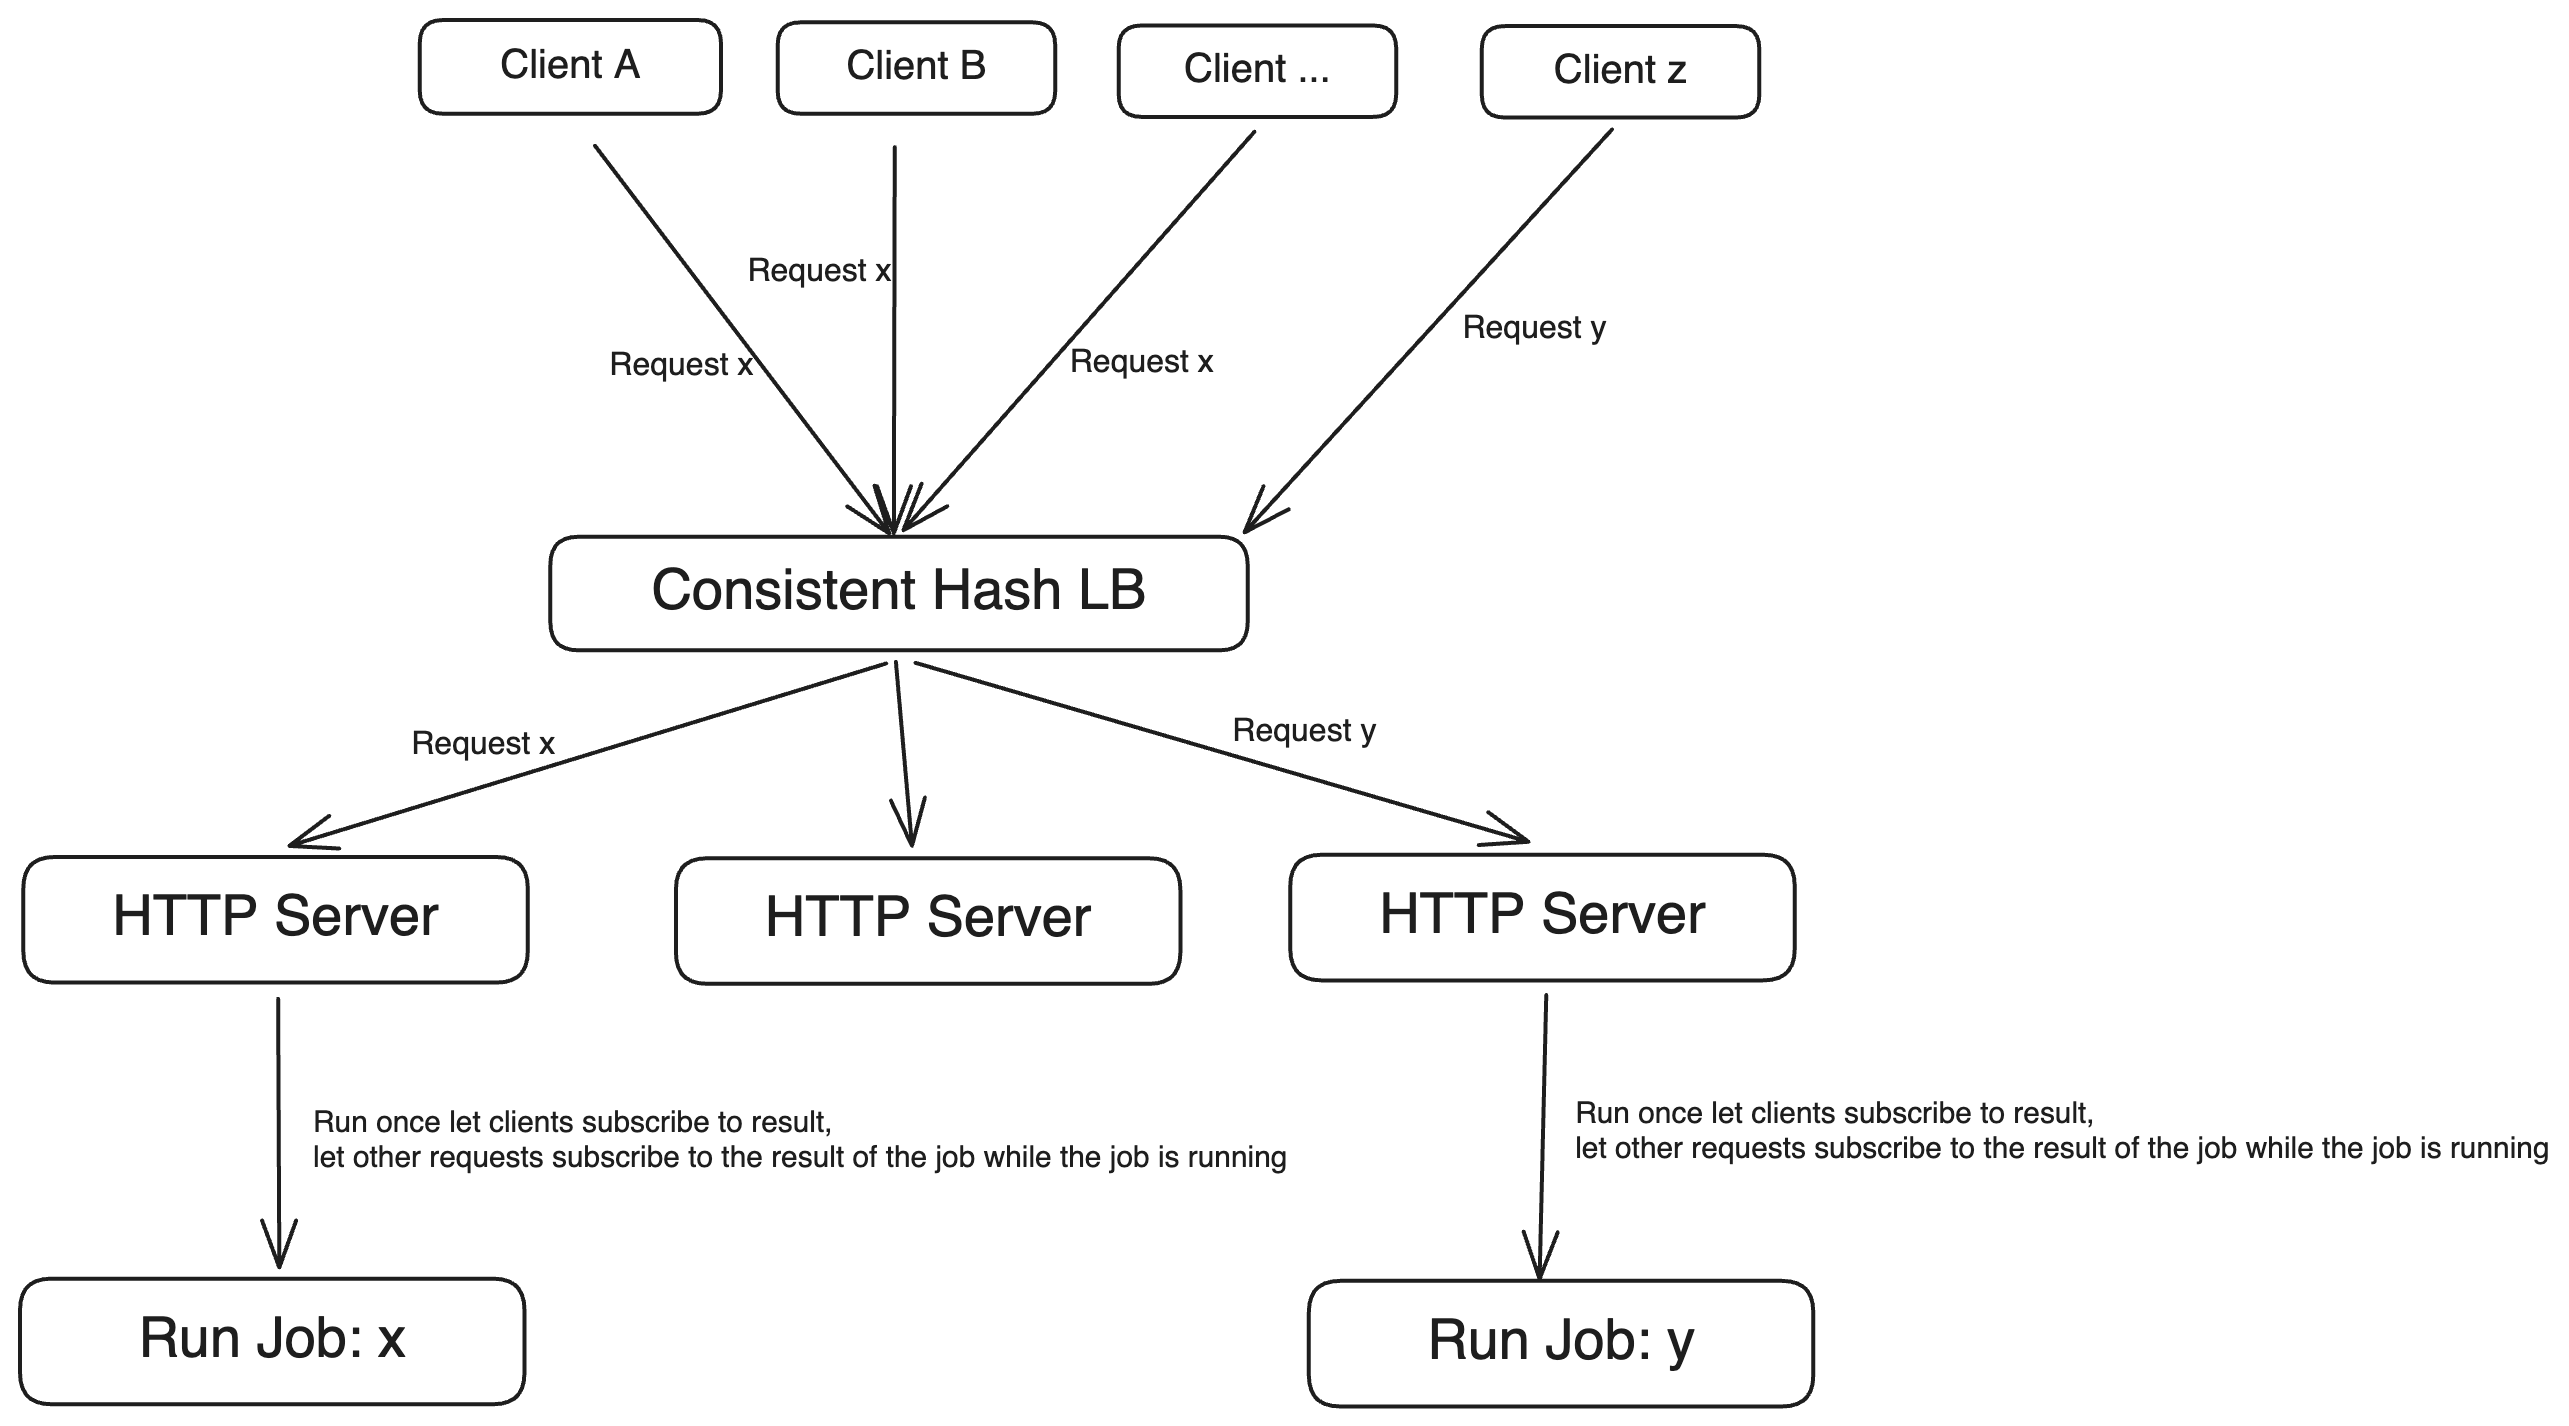 Client A
Client B
Client ...
Client z
Request x
Request x
Request x
Request y
Consistent Hash LB
Request x
Request y
HTTP Server
HTTP Server
HTTP Server
Run once let clients subscribe to result,
let other requests subscribe to the result of the job while the job is running
Run once let clients subscribe to result,
let other requests subscribe to the result of the job while the job is running
Run Job: x
Run Job: y